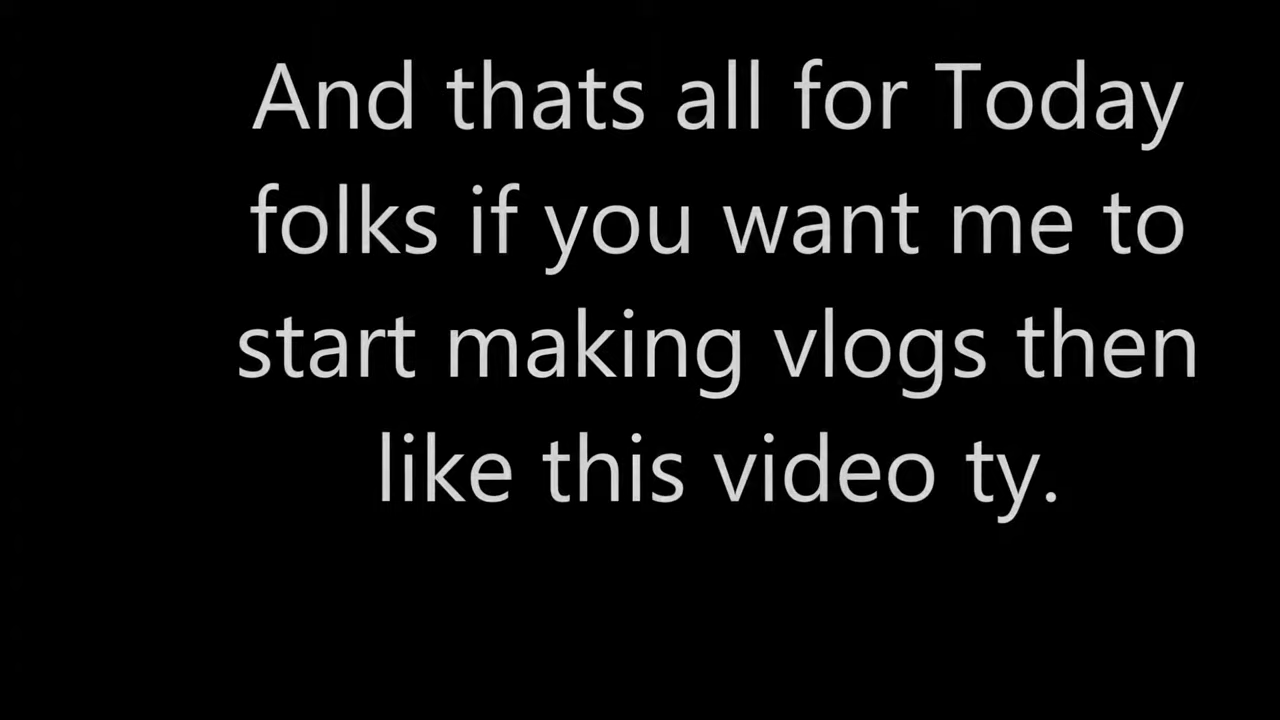 And thats all for Today
folks if you want me to
start making vlogs then
like this video ty.